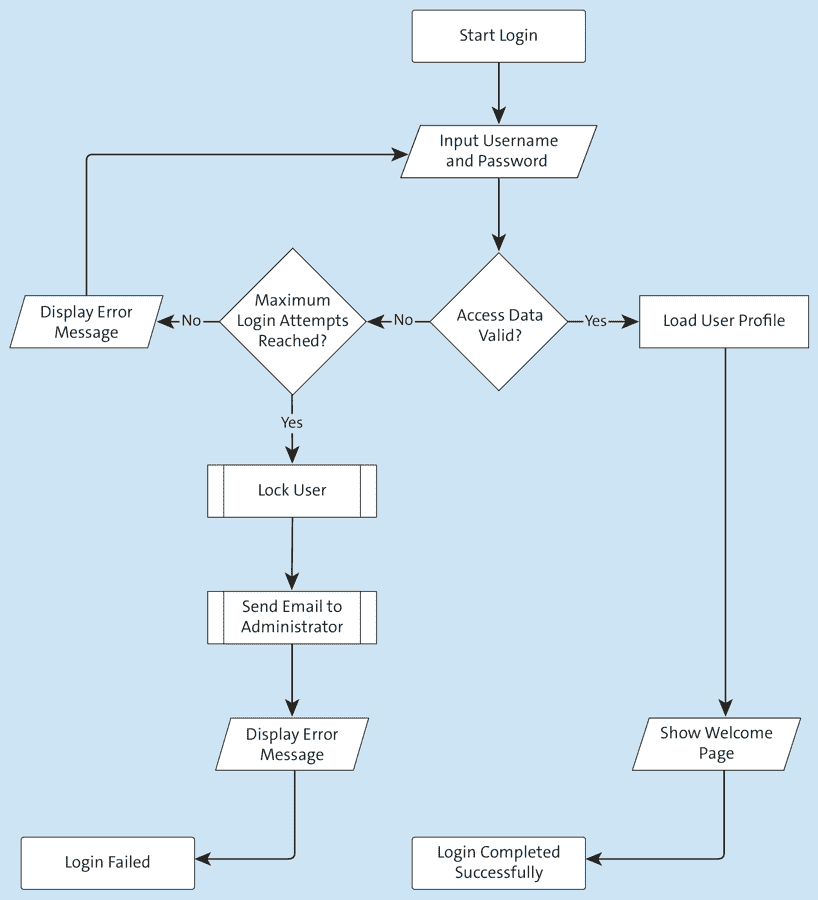 Start Login
Input Username
and Password
Maximum
Login Attempts
Reached?
Access Data
Valid?
Display Error
Message
No
No
Yes
Load User Profile
Yes
Lock User
Send Email to
Administrator
Display Error
Message
Show Welcome
Page
Login Failed
Login Completed
Successfully